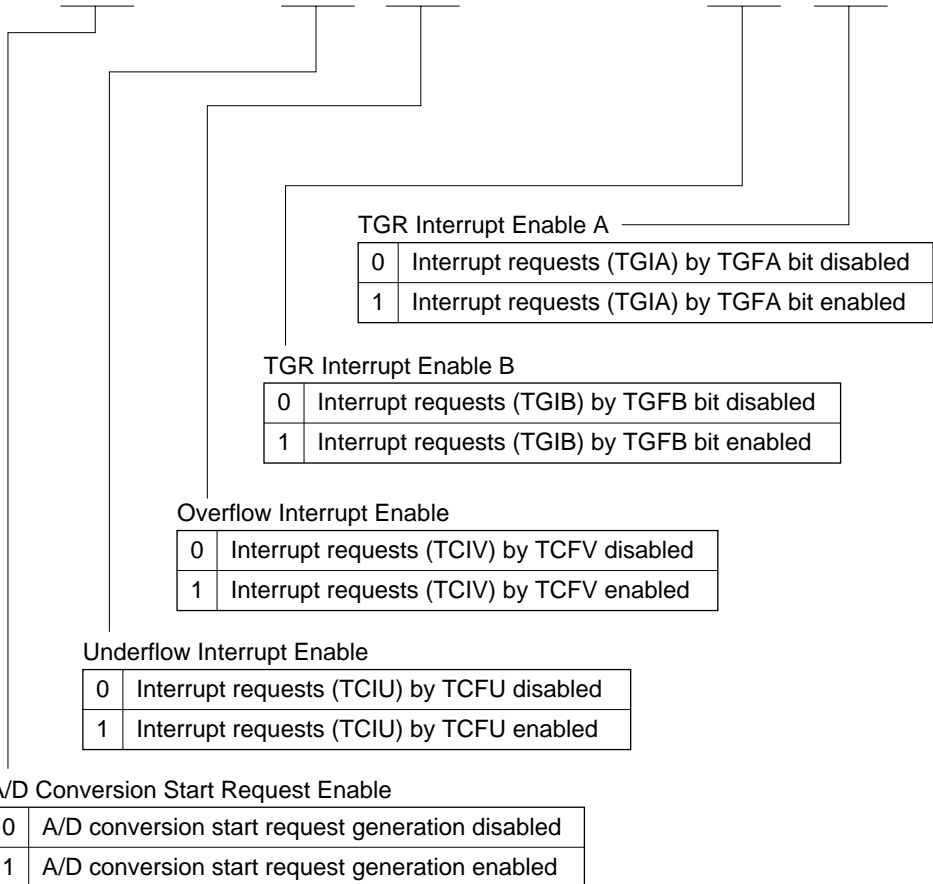 TGR Interrupt Enable A
0 Interrupt requests (TGIA) by TGFA bit disabled
1 Interrupt requests (TGIA) by TGFA bit enabled
TGR Interrupt Enable B
0 Interrupt requests (TGIB) by TGFB bit disabled
1 Interrupt requests (TGIB) by TGFB bit enabled
Overflow Interrupt Enable
0 Interrupt requests (TCIV) by TCFV disabled
1 Interrupt requests (TCIV) by TCFV enabled
Underflow Interrupt Enable
0 Interrupt requests (TCIU) by TCFU disabled
1 Interrupt requests (TCIU) by TCFU enabled
A/D Conversion Start Request Enable
0 A/D conversion start request generation disabled
1 A/D conversion start request generation enabled